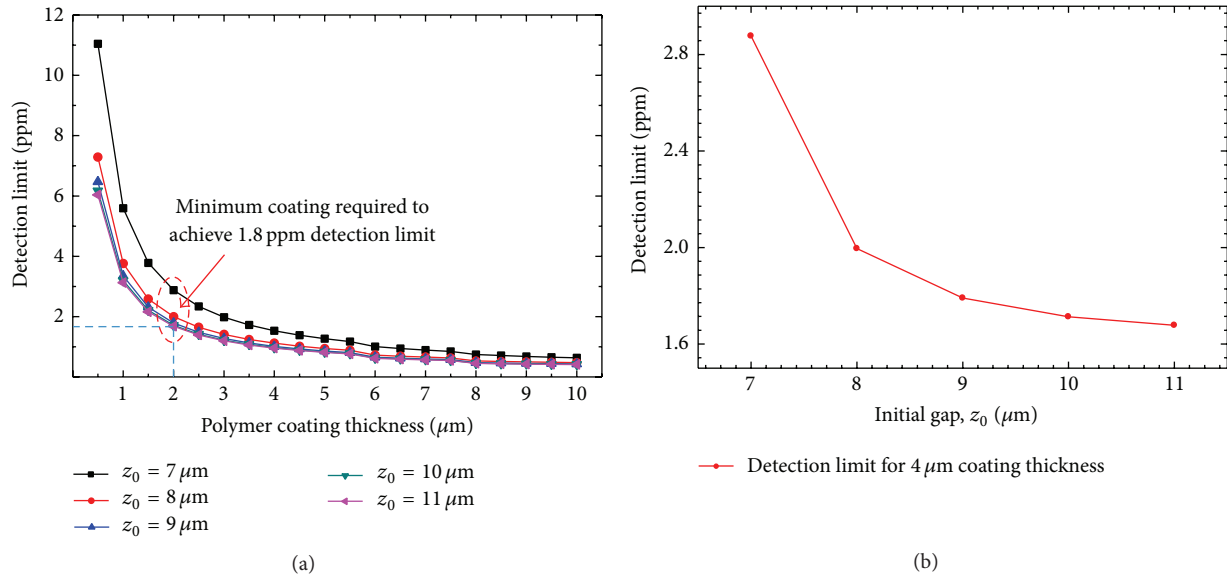 12
10
8
6
4
2
Detection limit (ppm)
Minimum coating required to
achieve 1.8 ppm detection limit
1 2 3 4 5 6 7 8 9 10
Polymer coating thickness (μm)
z₀ = 7 μm
z₀ = 8 μm
z₀ = 9 μm
z₀ = 10 μm
z₀ = 11 μm
(a)
2.8
2.4
2.0
1.6
Detection limit (ppm)
7 8 9 10 11
Initial gap, z₀ (μm)
Detection limit for 4 μm coating thickness
(b)